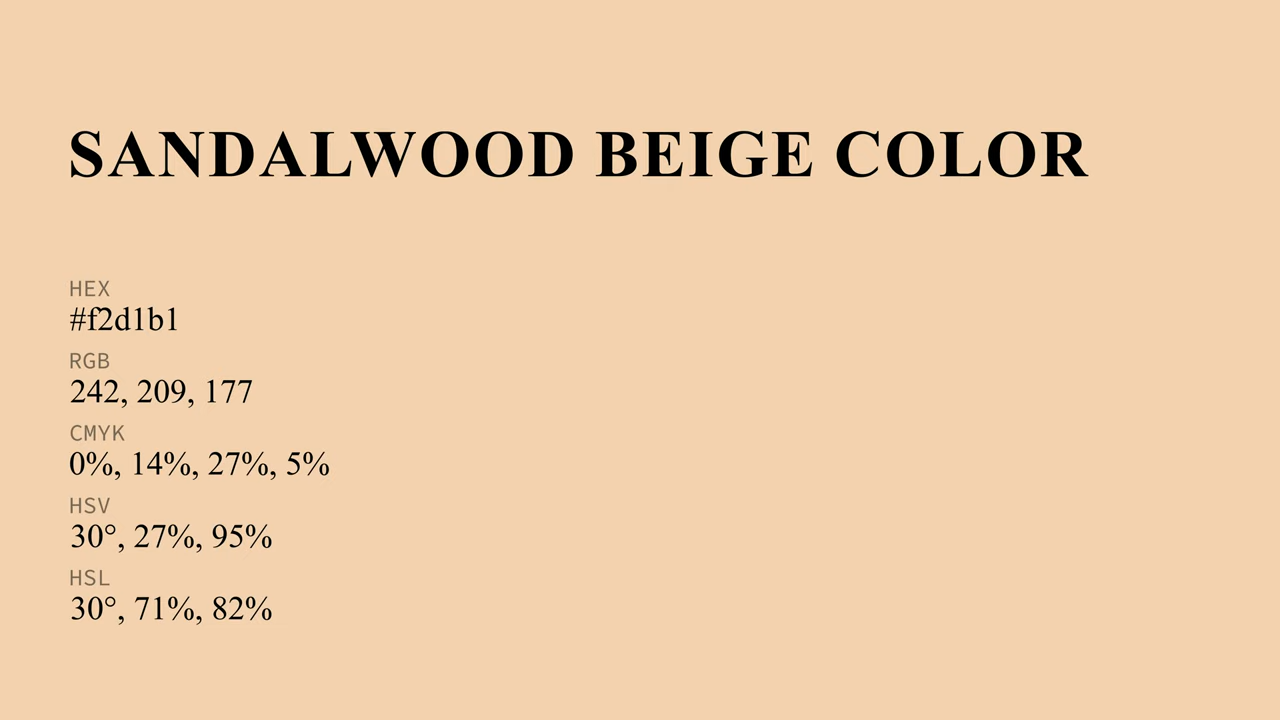 SANDALWOOD BEIGE COLOR
HEX
#f2d1b1
RGB
242, 209, 177
CMYK
0%, 14%, 27%, 5%
HSV
30°, 27%, 95%
HSL
30°, 71%, 82%